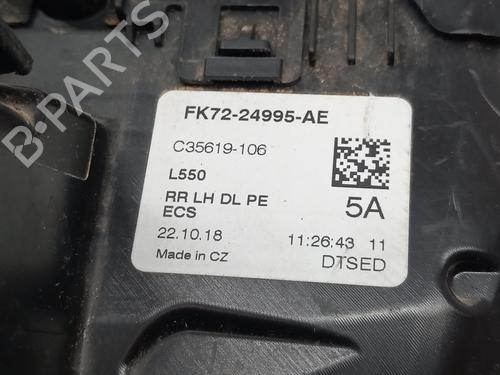 B-PARTS
FK72-24995-AE
C35619-106
L550
RR LH DL PE
ECS
5A
22.10.18 11:26:43 11
Made in CZ DTSED